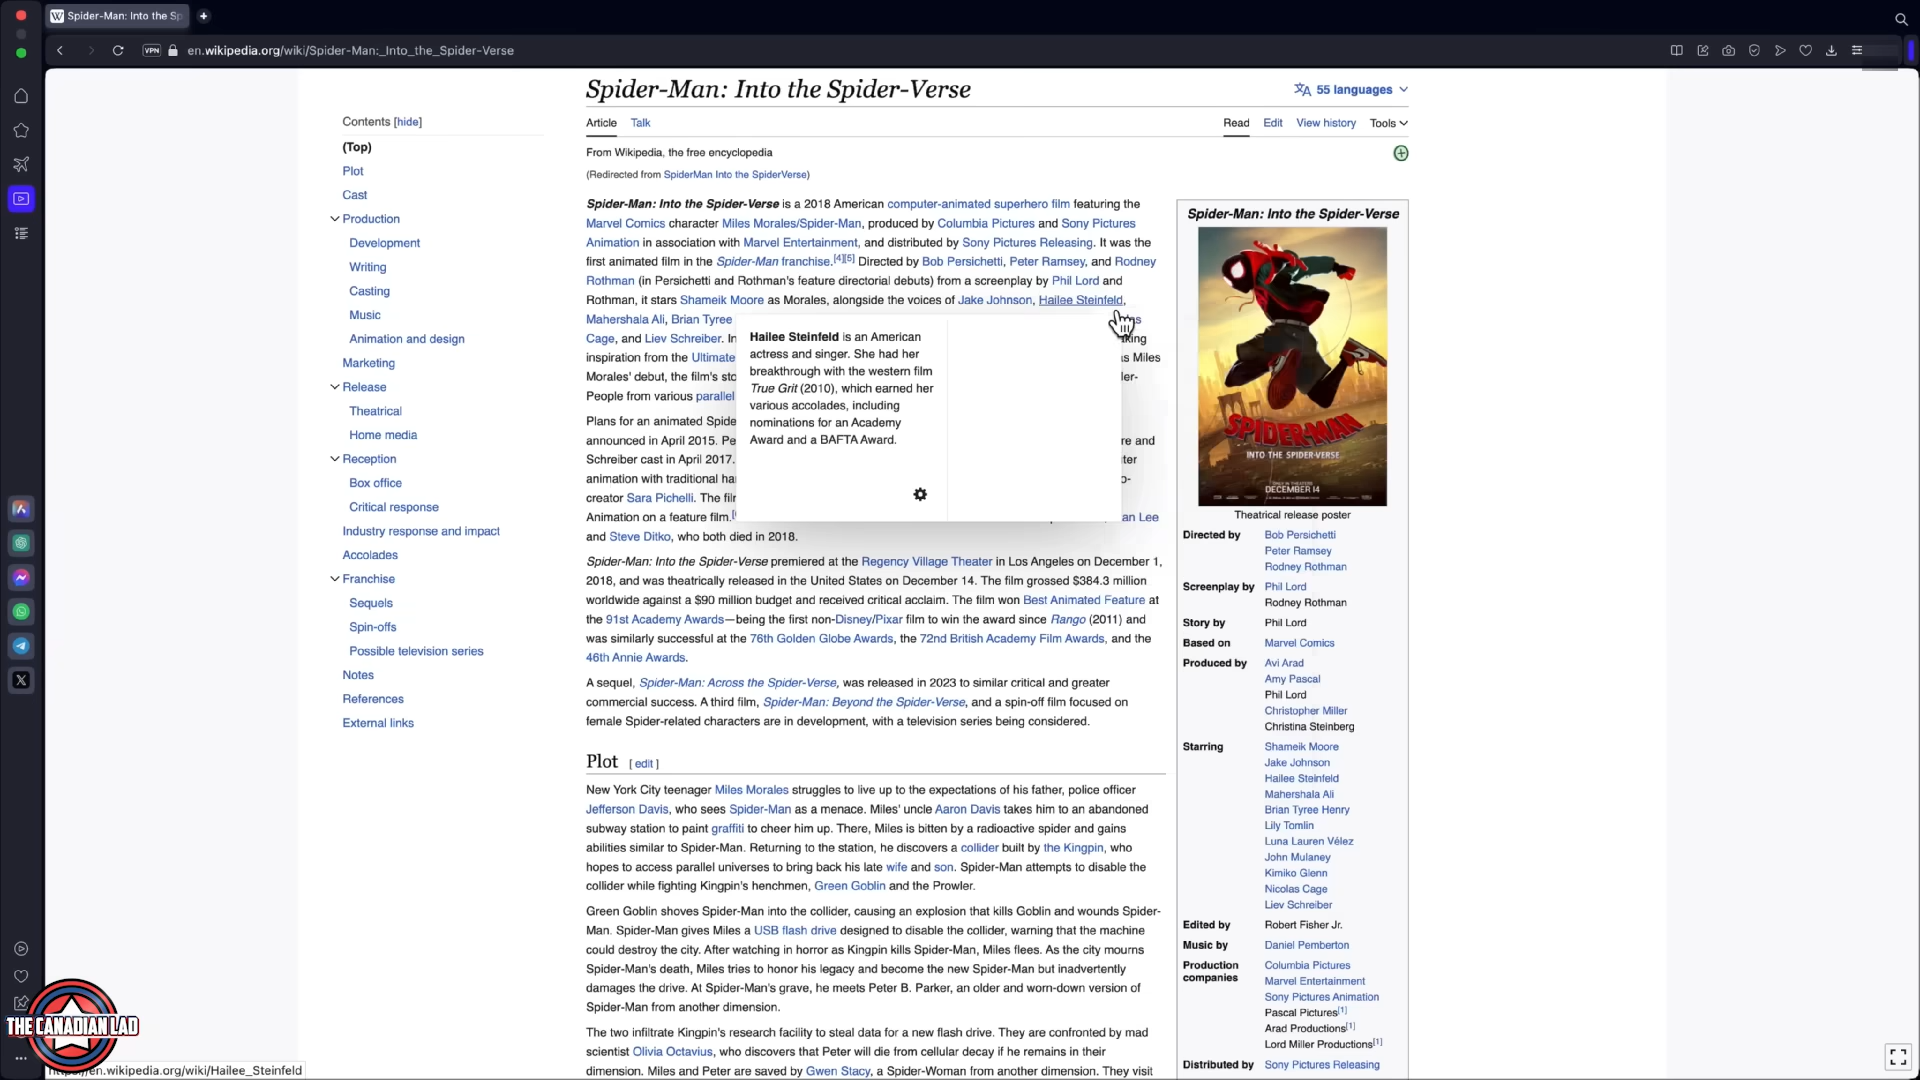 Spider-Man: Into the Sp
VPN
en.wikipedia.org/wiki/Spider-Man:_Into_the_Spider-Verse
Spider-Man: Into the Spider-Verse
55 languages
Contents [hide]
(Top)
Plot
Cast
Production
Development
Writing
Casting
Music
Animation and design
Marketing
Release
Theatrical
Home media
Reception
Box office
Critical response
Industry response and impact
Accolades
Franchise
Sequels
Spin-offs
Possible television series
Notes
References
External links
Article Talk
Read Edit View history Tools
From Wikipedia, the free encyclopedia
(Redirected from SpiderMan Into the SpiderVerse)
Spider-Man: Into the Spider-Verse is a 2018 American computer-animated superhero film featuring the
Marvel Comics character Miles Morales/Spider-Man, produced by Columbia Pictures and Sony Pictures
Animation in association with Marvel Entertainment, and distributed by Sony Pictures Releasing. It was the
first animated film in the Spider-Man franchise.[4][5] Directed by Bob Persichetti, Peter Ramsey, and Rodney
Rothman (in Persichetti and Rothman's feature directorial debuts) from a screenplay by Phil Lord and
Rothman, it stars Shameik Moore as Morales, alongside the voices of Jake Johnson, Hailee Steinfeld,
Mahershala Ali, Brian Tyree
Cage, and Liev Schreiber. In
inspiration from the Ultimate as Miles
Morales' debut, the film's sto der-
People from various parallel
Hailee Steinfeld is an American
actress and singer. She had her
breakthrough with the western film
True Grit (2010), which earned her
various accolades, including
nominations for an Academy
Award and a BAFTA Award.
Plans for an animated Spide
announced in April 2015. Pe re and
Schreiber cast in April 2017. ter
animation with traditional ha o-
creator Sara Pichelli. The filr
Animation on a feature film. an Lee
and Steve Ditko, who both died in 2018.
Spider-Man: Into the Spider-Verse premiered at the Regency Village Theater in Los Angeles on December 1,
2018, and was theatrically released in the United States on December 14. The film grossed $384.3 million
worldwide against a $90 million budget and received critical acclaim. The film won Best Animated Feature at
the 91st Academy Awards—being the first non-Disney/Pixar film to win the award since Rango (2011) and
was similarly successful at the 76th Golden Globe Awards, the 72nd British Academy Film Awards, and the
46th Annie Awards.
A sequel, Spider-Man: Across the Spider-Verse, was released in 2023 to similar critical and greater
commercial success. A third film, Spider-Man: Beyond the Spider-Verse, and a spin-off film focused on
female Spider-related characters are in development, with a television series being considered.
Plot [ edit ]
New York City teenager Miles Morales struggles to live up to the expectations of his father, police officer
Jefferson Davis, who sees Spider-Man as a menace. Miles' uncle Aaron Davis takes him to an abandoned
subway station to paint graffiti to cheer him up. There, Miles is bitten by a radioactive spider and gains
abilities similar to Spider-Man. Returning to the station, he discovers a collider built by the Kingpin, who
hopes to access parallel universes to bring back his late wife and son. Spider-Man attempts to disable the
collider while fighting Kingpin's henchmen, Green Goblin and the Prowler.
Green Goblin shoves Spider-Man into the collider, causing an explosion that kills Goblin and wounds Spider-
Man. Spider-Man gives Miles a USB flash drive designed to disable the collider, warning that the machine
could destroy the city. After watching in horror as Kingpin kills Spider-Man, Miles flees. As the city mourns
Spider-Man's death, Miles tries to honor his legacy and become the new Spider-Man but inadvertently
damages the drive. At Spider-Man's grave, he meets Peter B. Parker, an older and worn-down version of
Spider-Man from another dimension.
The two infiltrate Kingpin's research facility to steal data for a new flash drive. They are confronted by mad
scientist Olivia Octavius, who discovers that Peter will die from cellular decay if he remains in their
dimension. Miles and Peter are saved by Gwen Stacy, a Spider-Woman from another dimension. They visit
Spider-Man: Into the Spider-Verse
SPIDER-MAN
INTO THE SPIDER-VERSE
DECEMBER 14
Theatrical release poster
Directed by Bob Persichetti
Peter Ramsey
Rodney Rothman
Screenplay by Phil Lord
Rodney Rothman
Story by Phil Lord
Based on Marvel Comics
Produced by Avi Arad
Amy Pascal
Phil Lord
Christopher Miller
Christina Steinberg
Starring Shameik Moore
Jake Johnson
Hailee Steinfeld
Mahershala Ali
Brian Tyree Henry
Lily Tomlin
Luna Lauren Vélez
John Mulaney
Kimiko Glenn
Nicolas Cage
Liev Schreiber
Edited by Robert Fisher Jr.
Music by Daniel Pemberton
Production companies Columbia Pictures
Marvel Entertainment
Sony Pictures Animation
Pascal Pictures[1]
Arad Productions[1]
Lord Miller Productions[1]
Distributed by Sony Pictures Releasing
THE CANADIAN LAD
https://en.wikipedia.org/wiki/Hailee_Steinfeld